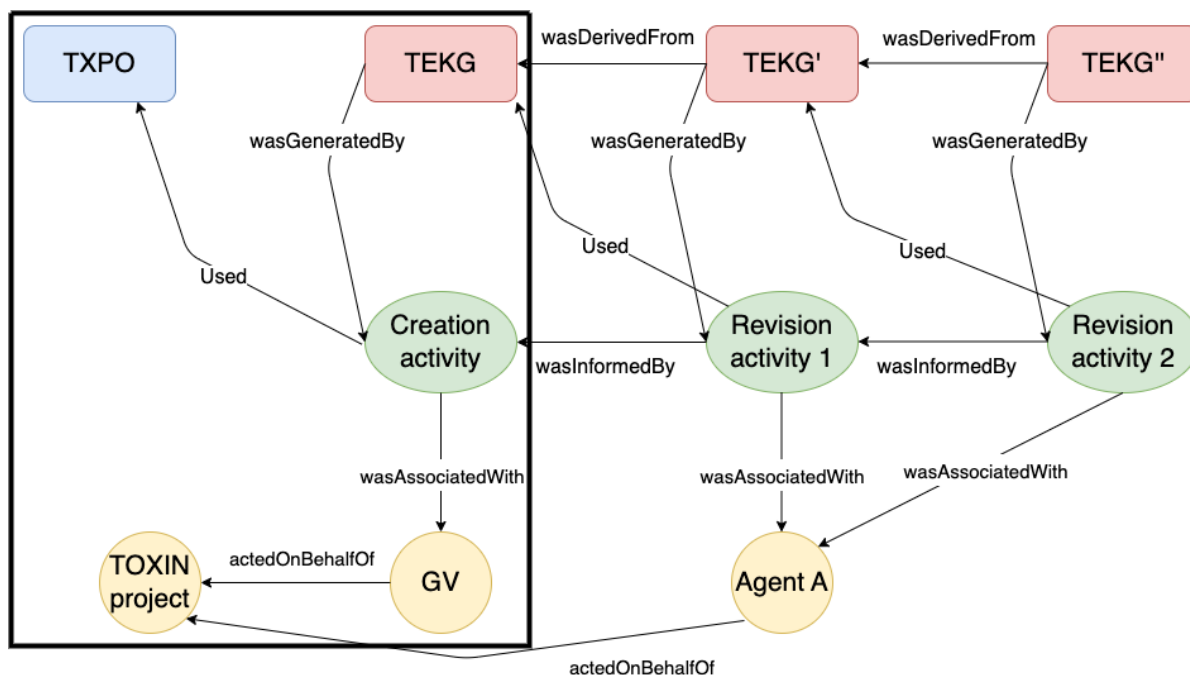 TXPO
TEKG
wasDerivedFrom
TEKG'
wasDerivedFrom
TEKG"
wasGeneratedBy
wasGeneratedBy
wasGeneratedBy
Used
Used
Used
Creation
activity
wasInformedBy
Revision
activity 1
wasInformedBy
Revision
activity 2
wasAssociatedWith
wasAssociatedWith
wasAssociatedWith
TOXIN
project
actedOnBehalfOf
GV
Agent A
actedOnBehalfOf